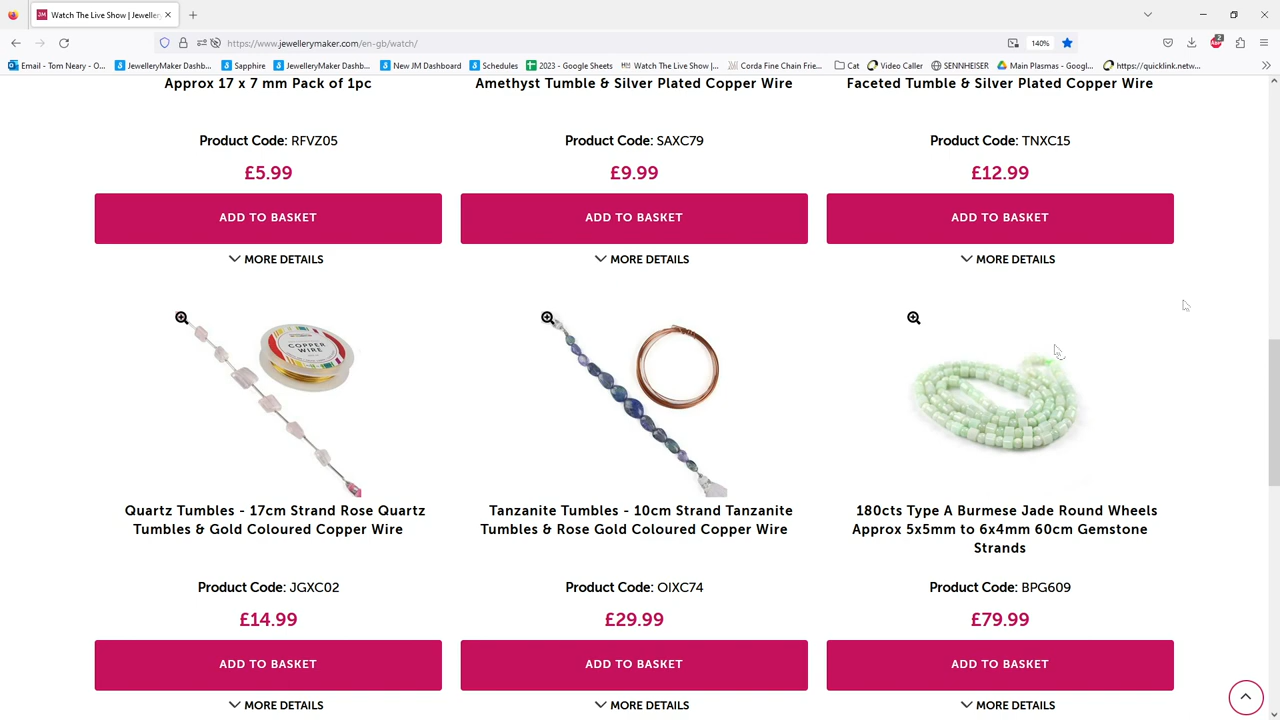 JM Watch The Live Show | Jeweller
https://www.jewellerymaker.com/en-gb/watch/
140%
2
Email - Tom Neary - O... JewelleryMaker Dashb... Sapphire JewelleryMaker Dashb... New JM Dashboard Schedules 2023 - Google Sheets Watch The Live Show |... Corda Fine Chain Frie... Cat Video Caller SENNHEISER Main Plasmas - Googl... https://quicklink.netw...
Approx 17 x 7 mm Pack of 1pc
Amethyst Tumble & Silver Plated Copper Wire
Faceted Tumble & Silver Plated Copper Wire
Product Code: RFVZ05
Product Code: SAXC79
Product Code: TNXC15
£5.99
£9.99
£12.99
ADD TO BASKET
ADD TO BASKET
ADD TO BASKET
MORE DETAILS
MORE DETAILS
MORE DETAILS
COPPER
WIRE
Quartz Tumbles - 17cm Strand Rose Quartz
Tumbles & Gold Coloured Copper Wire
Tanzanite Tumbles - 10cm Strand Tanzanite
Tumbles & Rose Gold Coloured Copper Wire
180cts Type A Burmese Jade Round Wheels
Approx 5x5mm to 6x4mm 60cm Gemstone
Strands
Product Code: JGXC02
Product Code: OIXC74
Product Code: BPG609
£14.99
£29.99
£79.99
ADD TO BASKET
ADD TO BASKET
ADD TO BASKET
MORE DETAILS
MORE DETAILS
MORE DETAILS